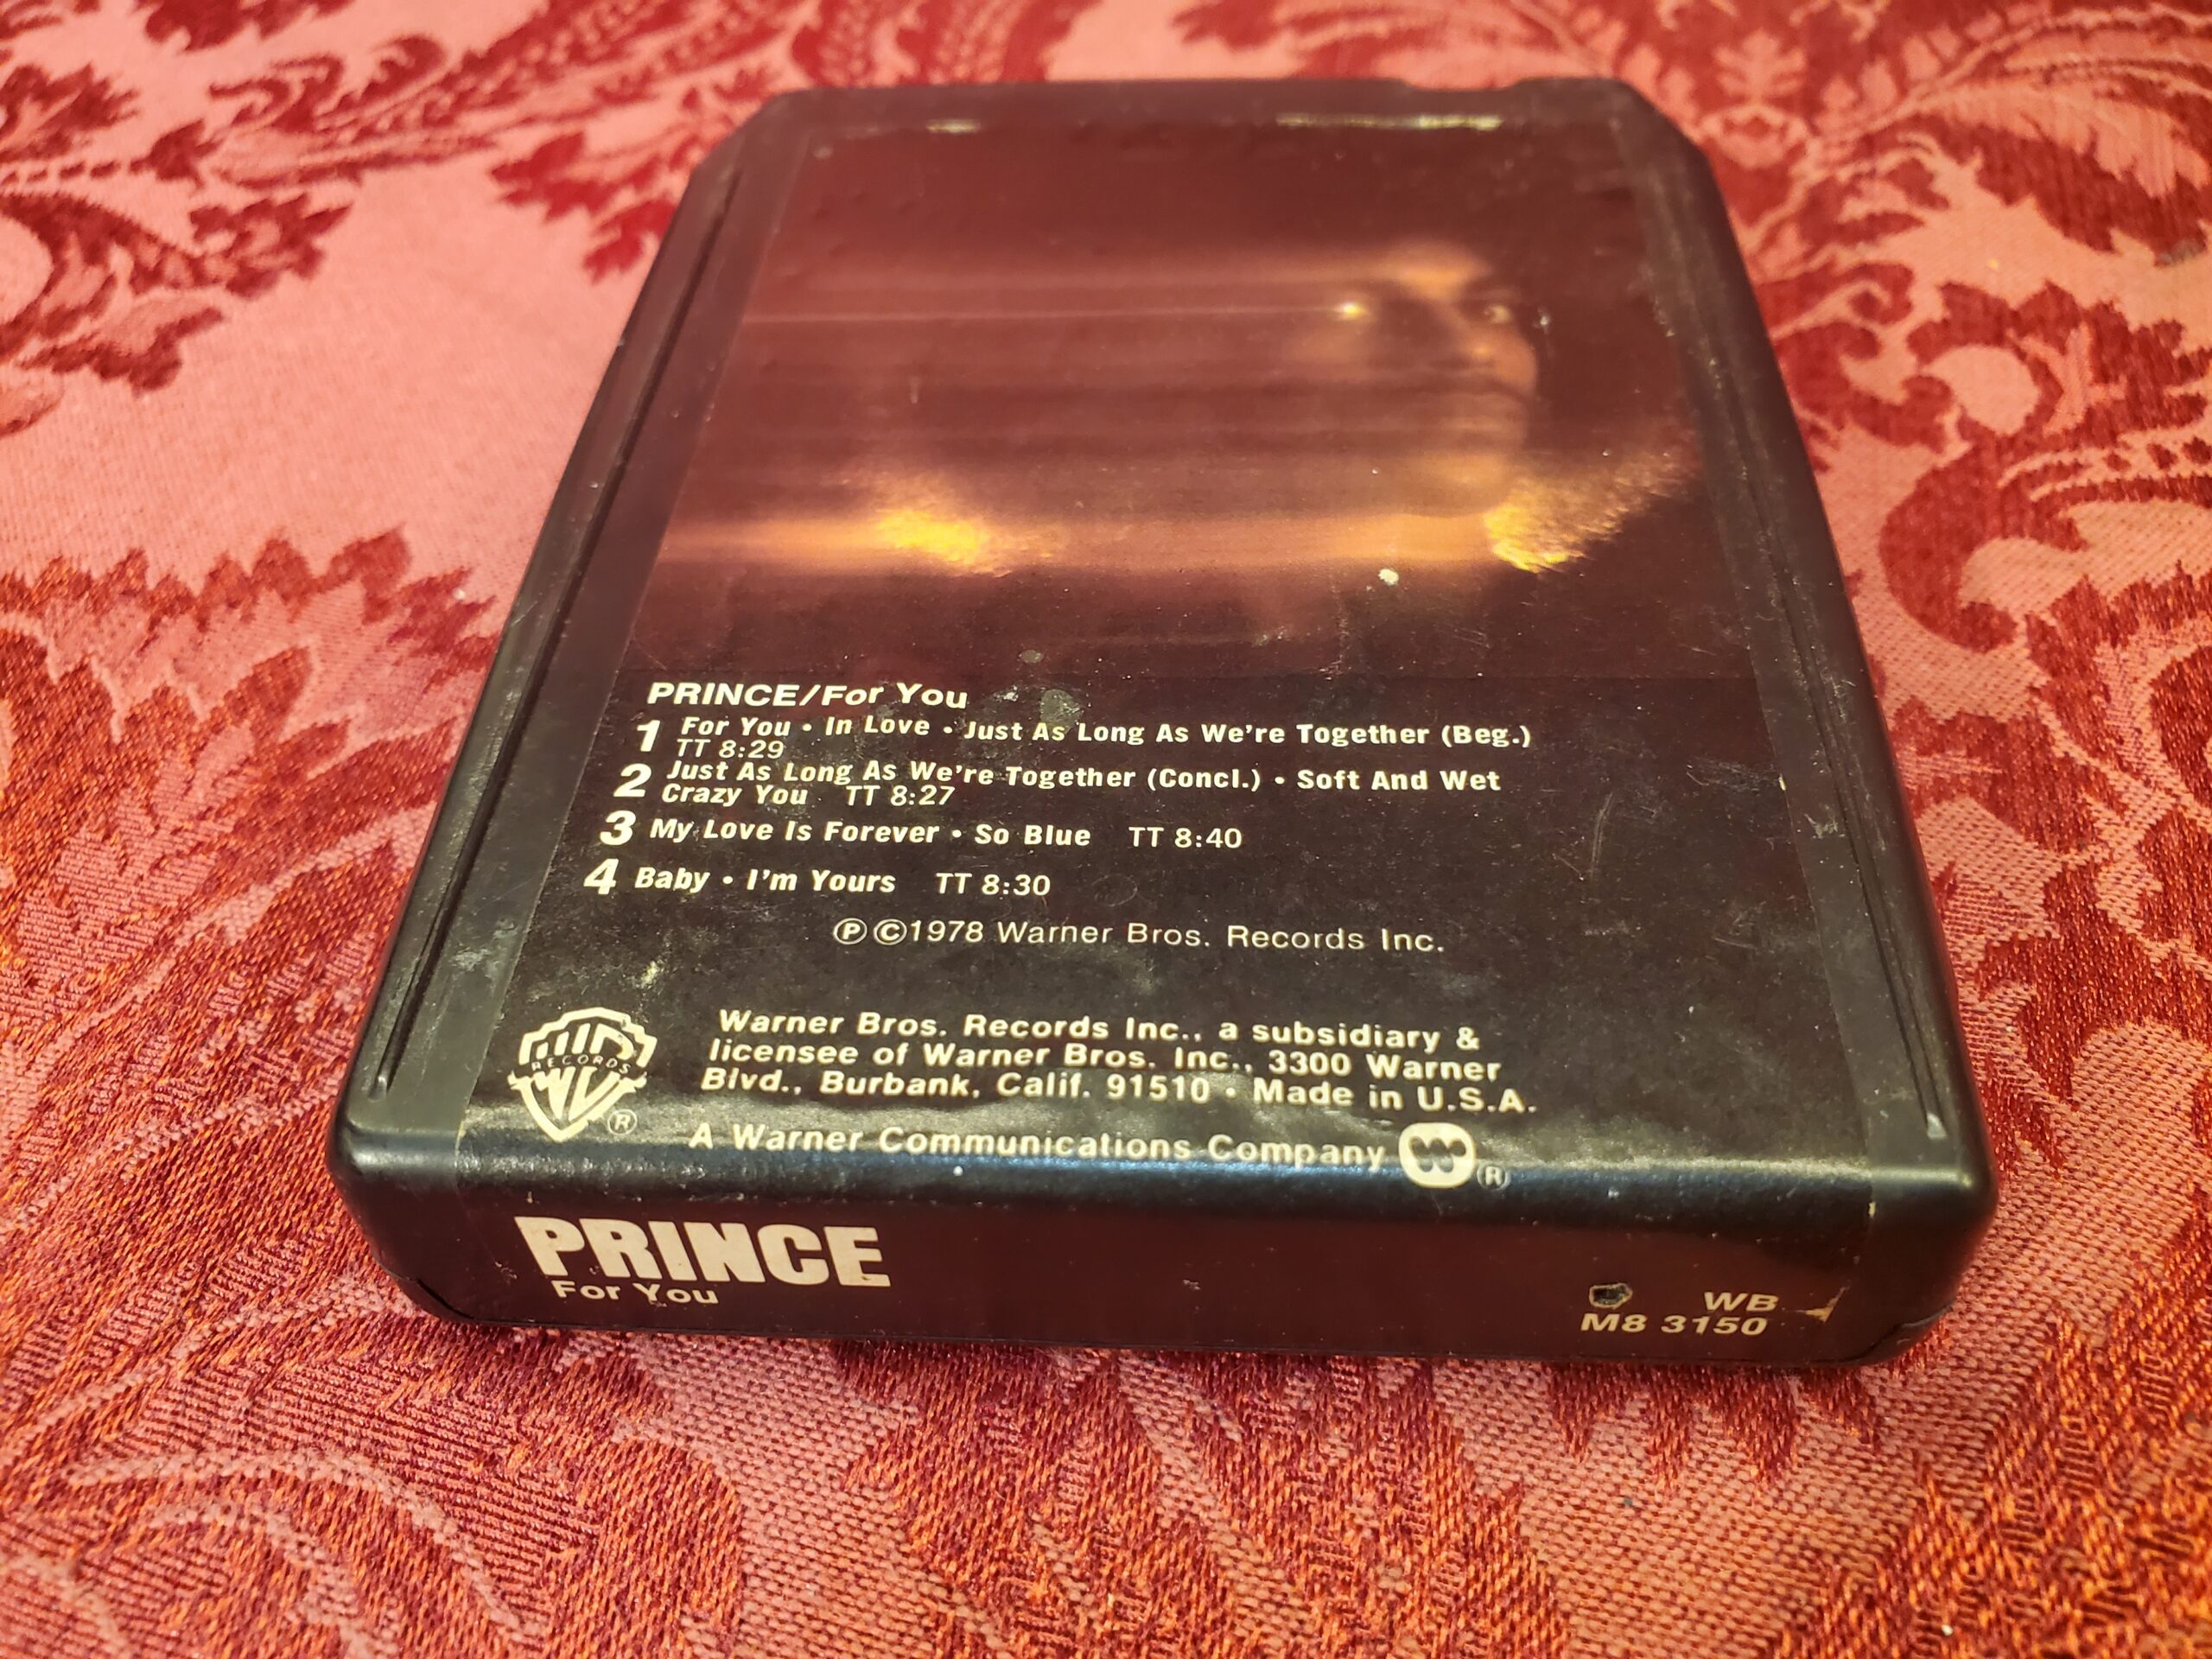 PRINCE/For You
1 For You • In Love • Just As Long As We're Together (Beg.)
TT 8:29
2 Just As Long As We're Together (Concl.) • Soft And Wet
Crazy You TT 8:27
3 My Love Is Forever • So Blue TT 8:40
4 Baby • I'm Yours TT 8:30
Ⓟ©1978 Warner Bros. Records Inc.
WB RECORDS ®
Warner Bros. Records Inc., a subsidiary &
licensee of Warner Bros. Inc., 3300 Warner
Blvd., Burbank, Calif. 91510 • Made in U.S.A.
A Warner Communications Company ®
PRINCE
For You
WB
M8 3150